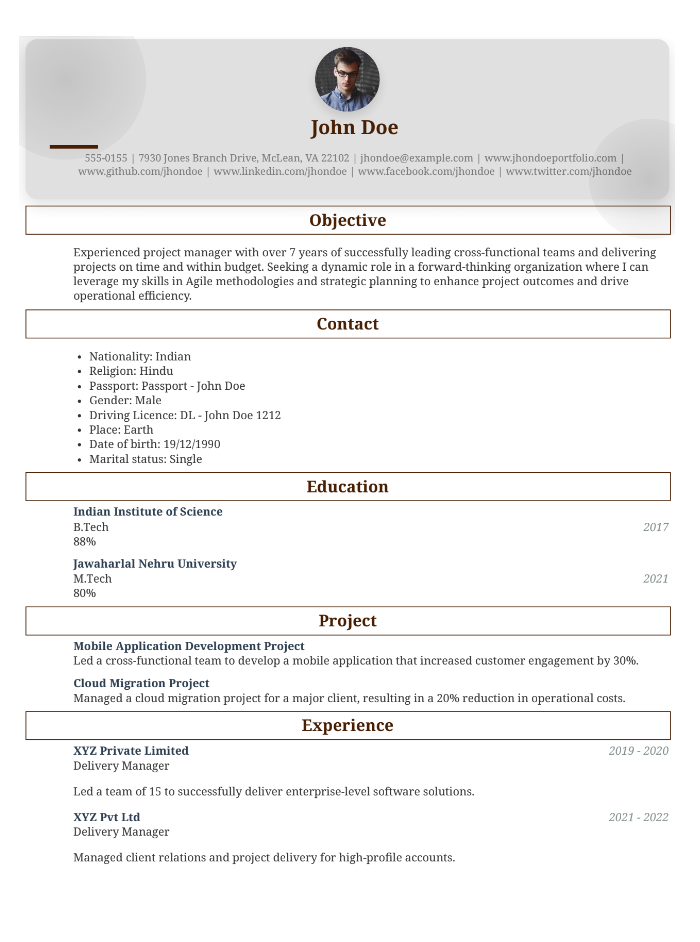 John Doe
555-0155 | 7930 Jones Branch Drive, McLean, VA 22102 | jhondoe@example.com | www.jhondoeportfolio.com |
www.github.com/jhondoe | www.linkedin.com/jhondoe | www.facebook.com/jhondoe | www.twitter.com/jhondoe
Objective
Experienced project manager with over 7 years of successfully leading cross-functional teams and delivering
projects on time and within budget. Seeking a dynamic role in a forward-thinking organization where I can
leverage my skills in Agile methodologies and strategic planning to enhance project outcomes and drive
operational efficiency.
Contact
• Nationality: Indian
• Religion: Hindu
• Passport: Passport - John Doe
• Gender: Male
• Driving Licence: DL - John Doe 1212
• Place: Earth
• Date of birth: 19/12/1990
• Marital status: Single
Education
Indian Institute of Science
B.Tech 2017
88%
Jawaharlal Nehru University
M.Tech 2021
80%
Project
Mobile Application Development Project
Led a cross-functional team to develop a mobile application that increased customer engagement by 30%.
Cloud Migration Project
Managed a cloud migration project for a major client, resulting in a 20% reduction in operational costs.
Experience
XYZ Private Limited 2019 - 2020
Delivery Manager
Led a team of 15 to successfully deliver enterprise-level software solutions.
XYZ Pvt Ltd 2021 - 2022
Delivery Manager
Managed client relations and project delivery for high-profile accounts.